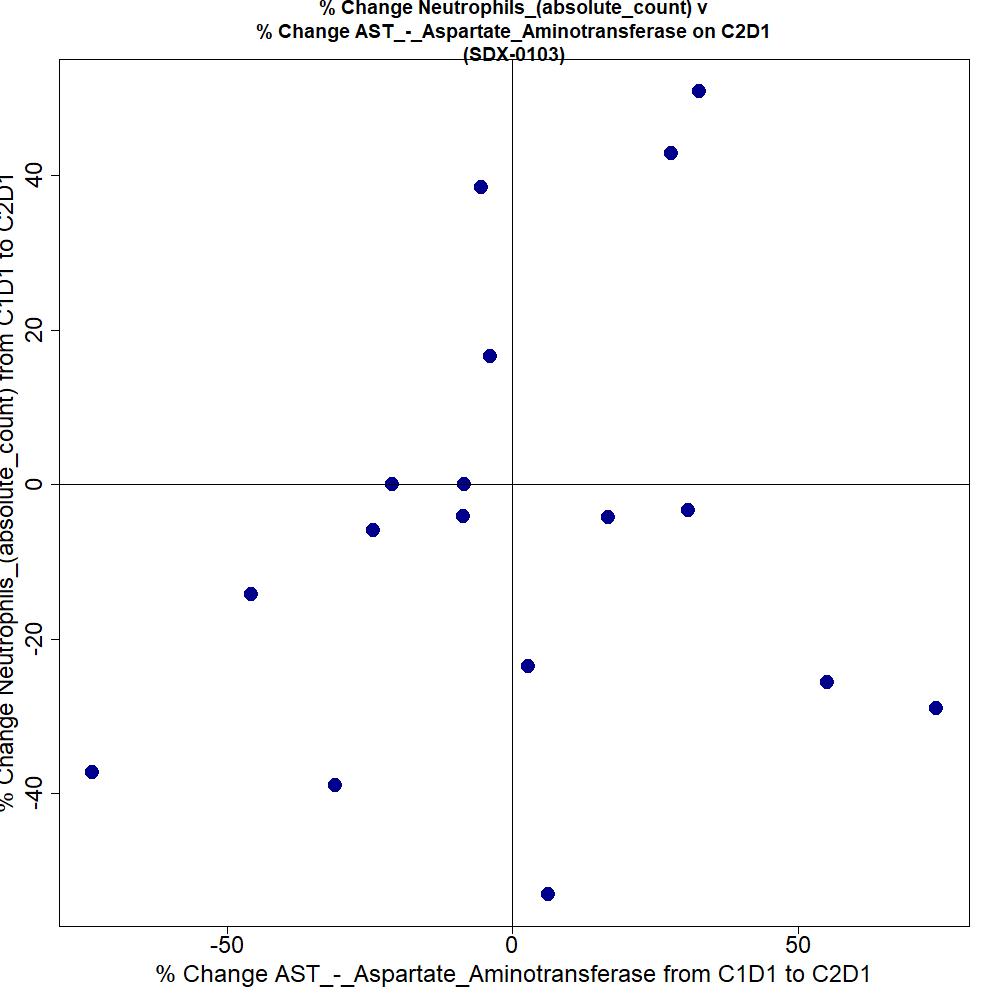 % Change Neutrophils_(absolute_count) v
% Change AST_-_Aspartate_Aminotransferase on C2D1
(SDX-0103)
% Change Neutrophils_(absolute_count) from C1D1 to C2D1
40
20
0
-20
-40
-50
0
50
% Change AST_-_Aspartate_Aminotransferase from C1D1 to C2D1